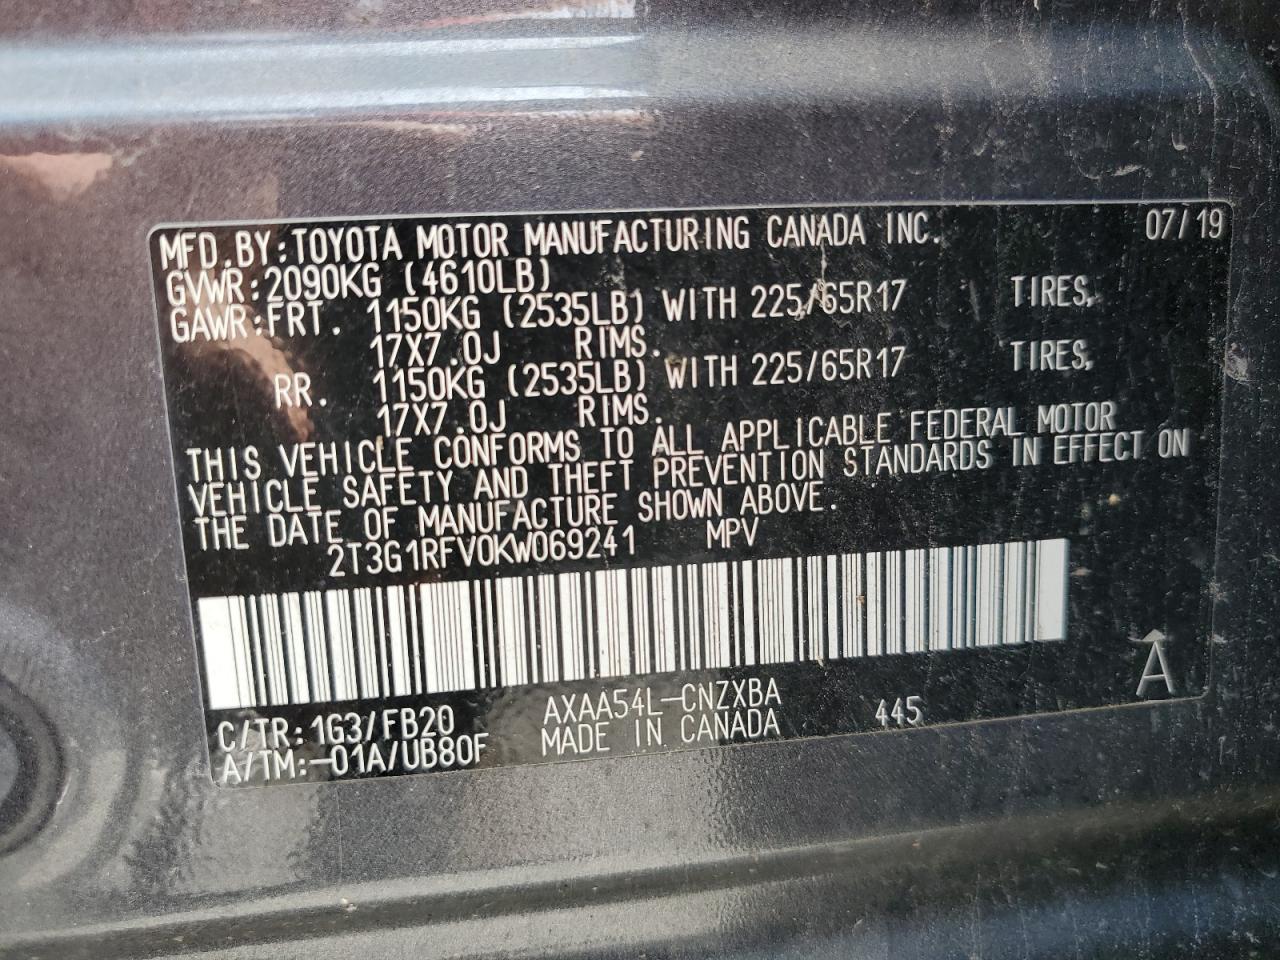 MFD.BY:TOYOTA MOTOR MANUFACTURING CANADA INC. 07/19
GVWR:2090KG (4610LB)
GAWR:FRT. 1150KG (2535LB) WITH 225/65R17 TIRES,
17X7.0J RIMS.
RR. 1150KG (2535LB) WITH 225/65R17 TIRES,
17X7.0J RIMS.
THIS VEHICLE CONFORMS TO ALL APPLICABLE FEDERAL MOTOR
VEHICLE SAFETY AND THEFT PREVENTION STANDARDS IN EFFECT ON
THE DATE OF MANUFACTURE SHOWN ABOVE.
2T3G1RFV0KW069241 MPV
C/TR:1G3/FB20 AXAA54L-CNZXBA 445 A
A/TM:-01A/UB80F MADE IN CANADA